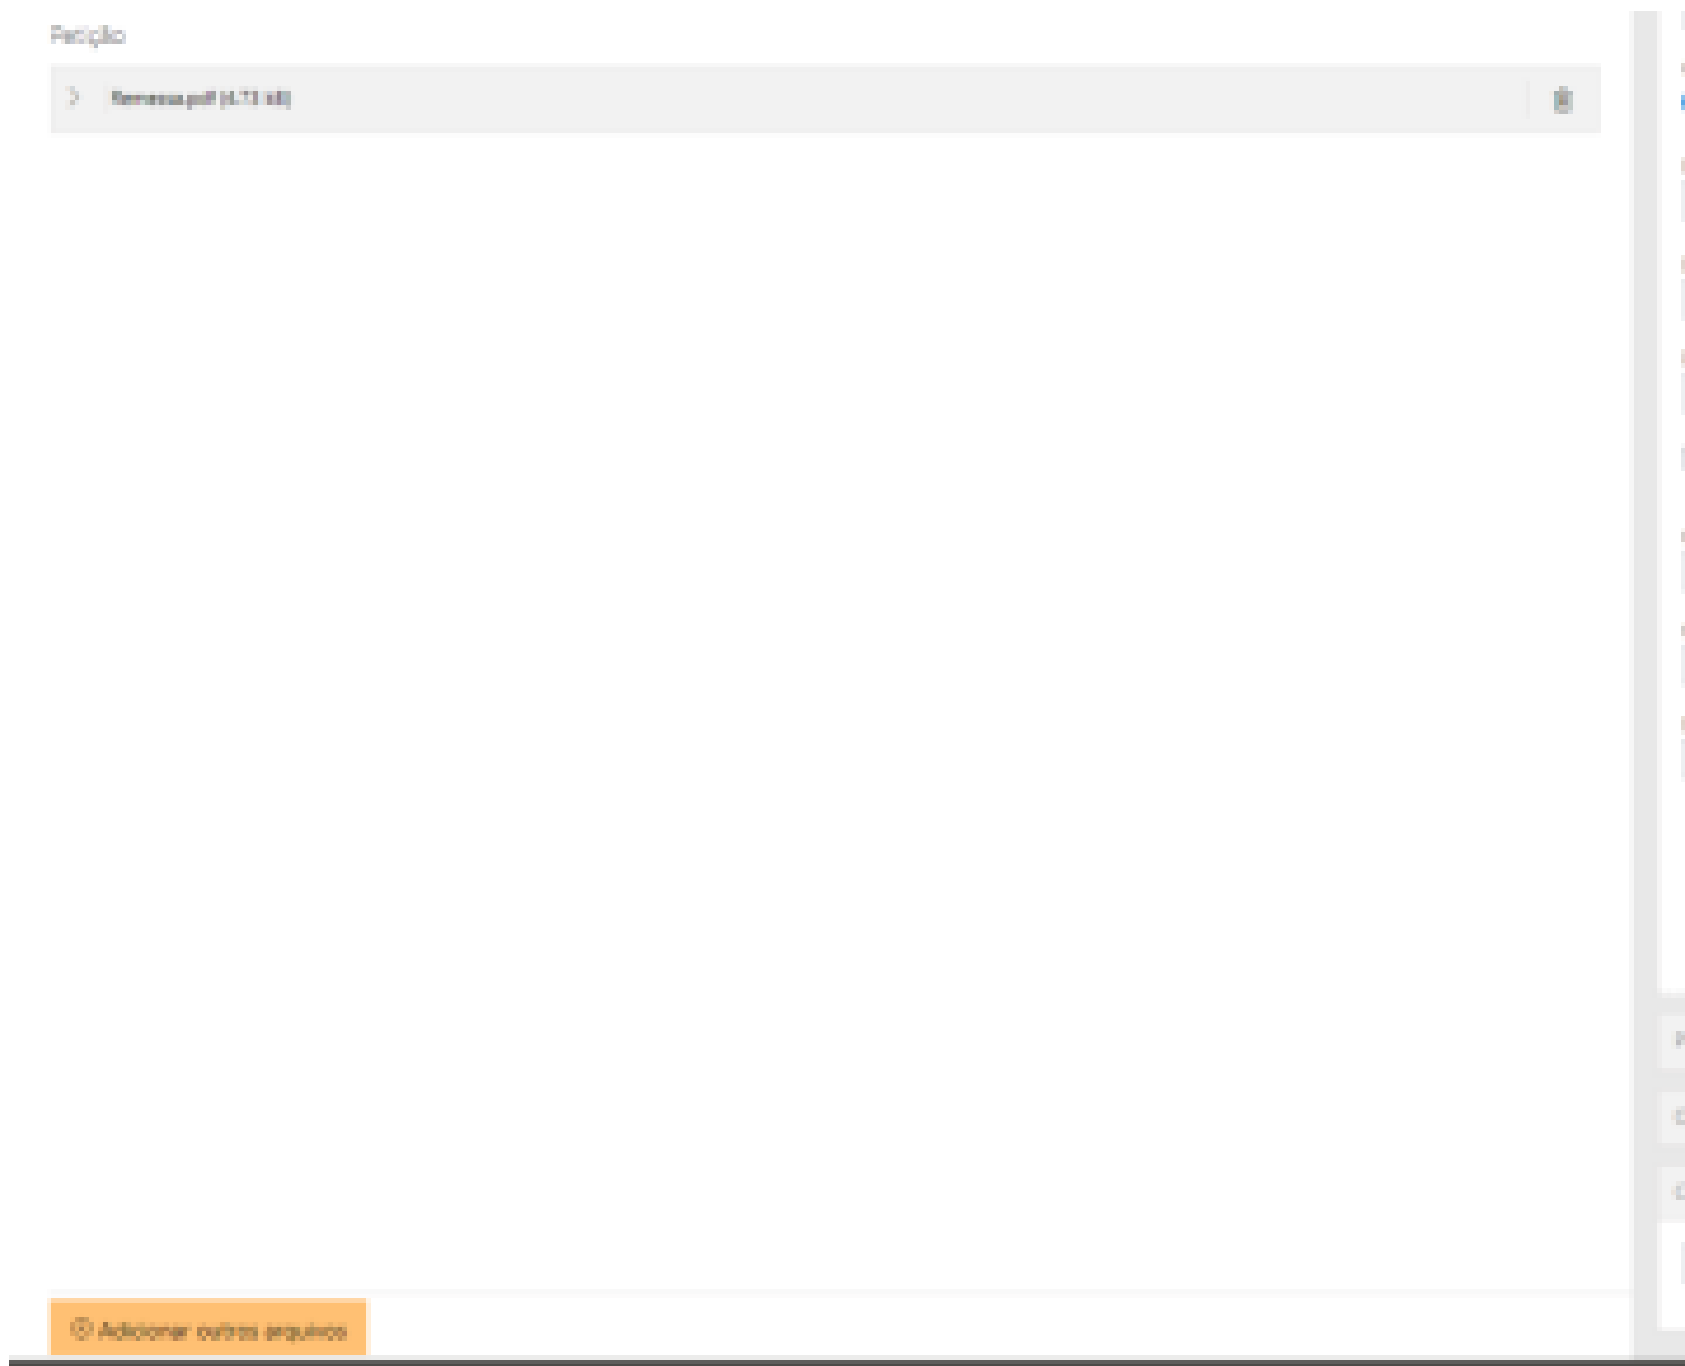 Petição
Remessa.pdf (4.73 kB)
Adicionar outros arquivos